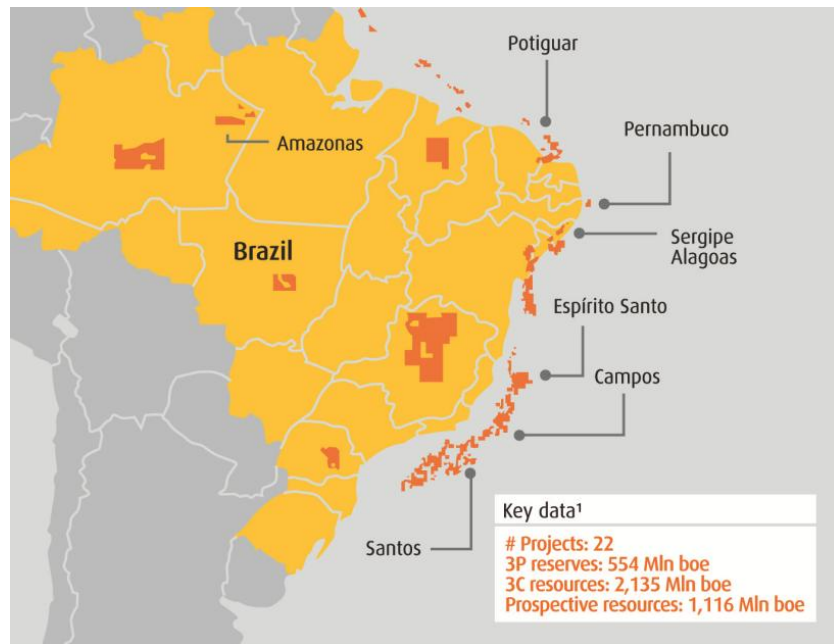 Potiguar
Pernambuco
Amazonas
Sergipe
Alagoas
Brazil
Espírito Santo
Campos
Santos
Key data¹
# Projects: 22
3P reserves: 554 Mln boe
3C resources: 2,135 Mln boe
Prospective resources: 1,116 Mln boe